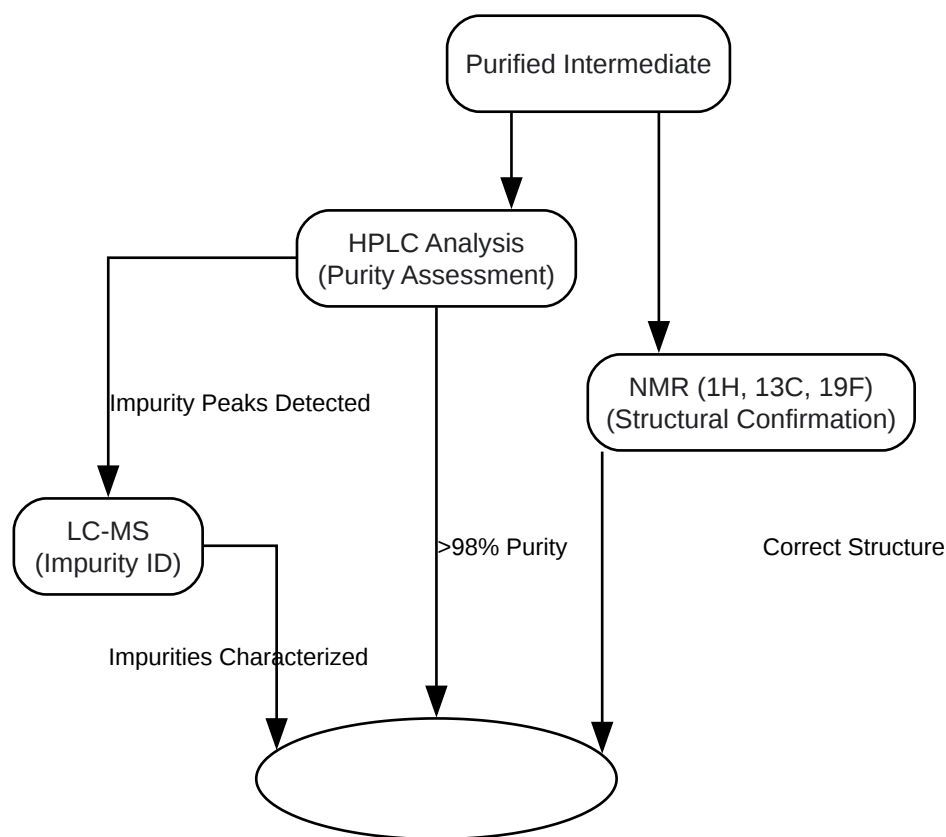 Purified Intermediate
HPLC Analysis
(Purity Assessment)
Impurity Peaks Detected
NMR (1H, 13C, 19F)
(Structural Confirmation)
LC-MS
(Impurity ID)
>98% Purity
Correct Structure
Impurities Characterized